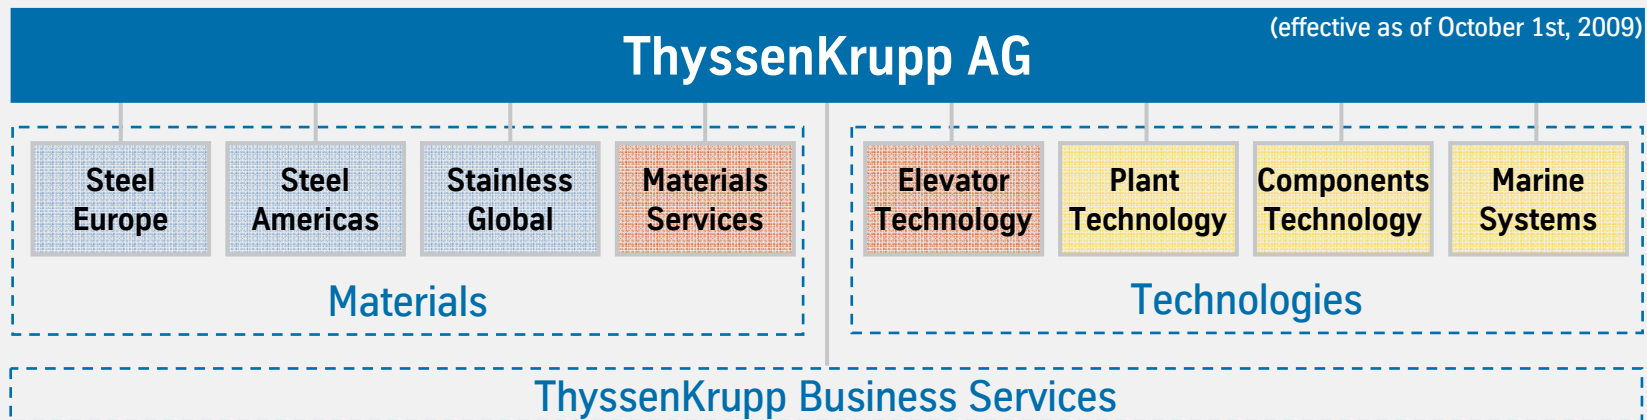 (effective as of October 1st, 2009)
ThyssenKrupp AG
Steel
Europe
Steel
Americas
Stainless
Global
Materials
Services
Elevator
Technology
Plant
Technology
Components
Technology
Marine
Systems
Materials
Technologies
ThyssenKrupp Business Services